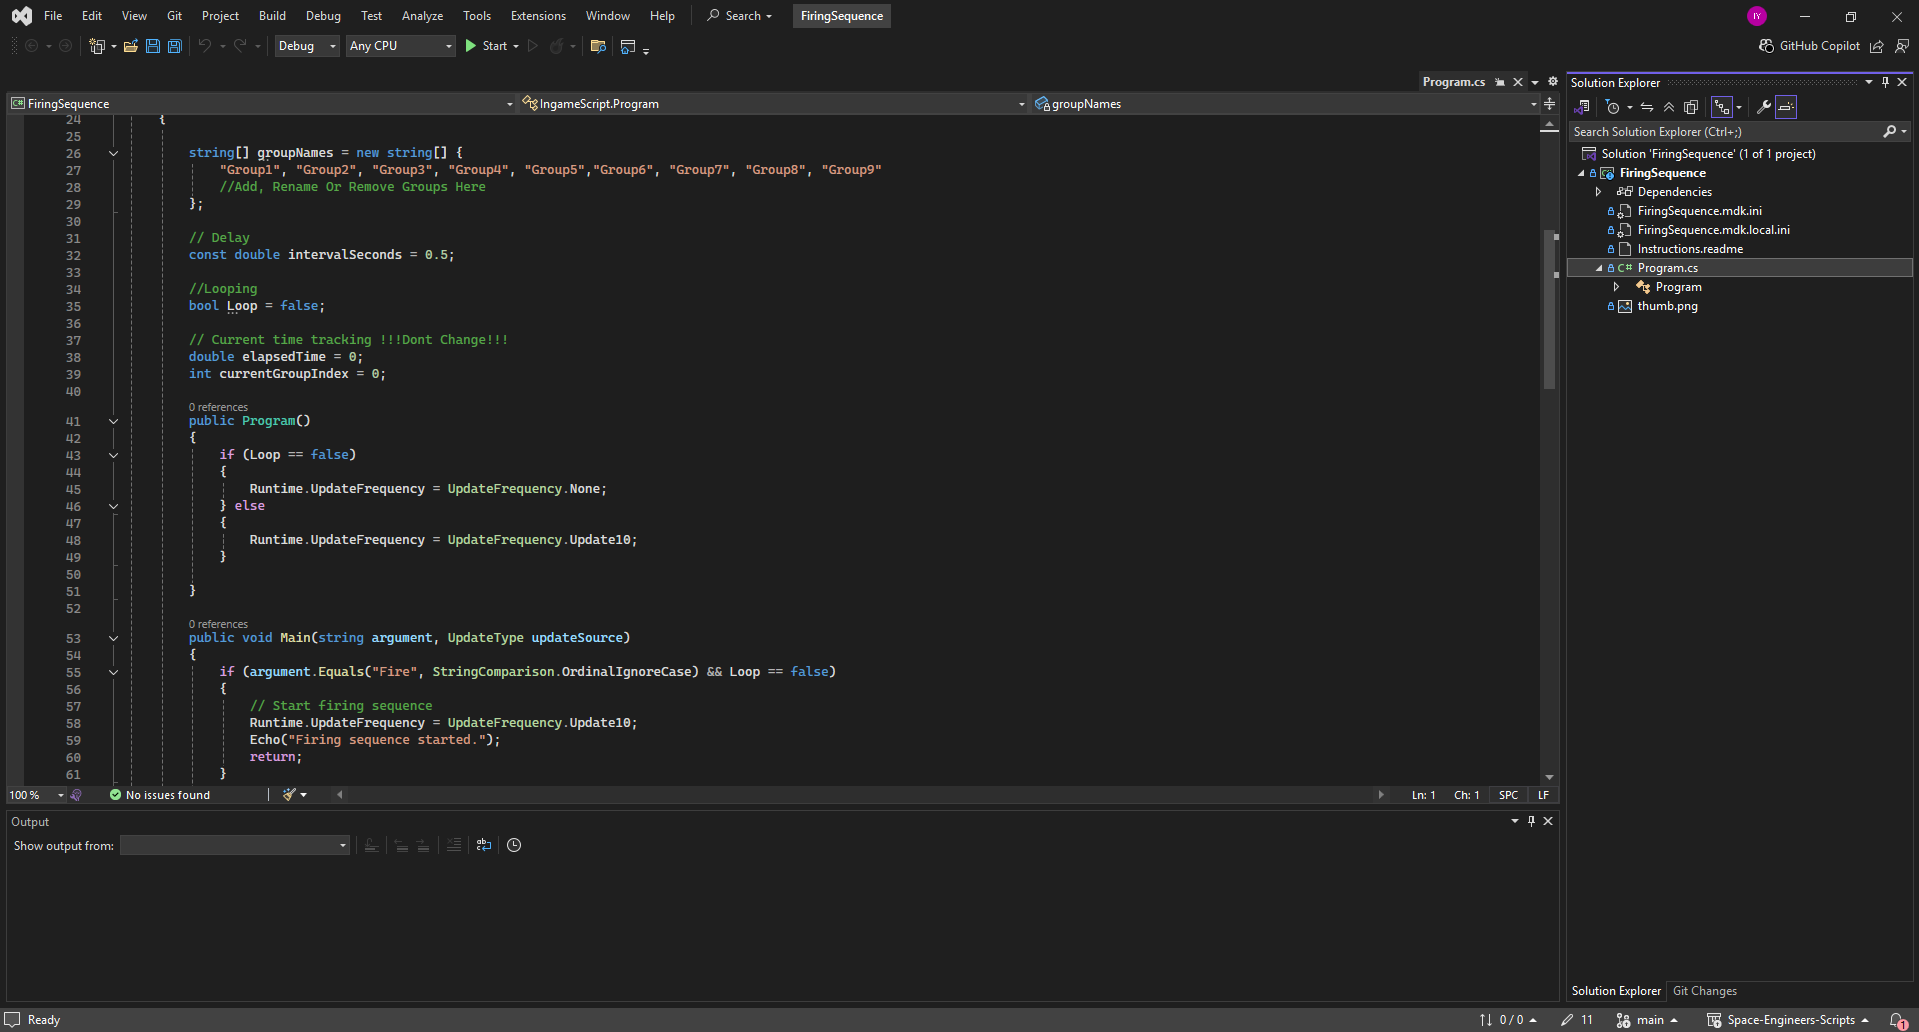 File Edit View Git Project Build Debug Test Analyze Tools Extensions Window Help Search FiringSequence IY
Debug Any CPU Start GitHub Copilot
Program.cs
FiringSequence IngameScript.Program groupNames
24 {
25
26 string[] groupNames = new string[] {
27 "Group1", "Group2", "Group3", "Group4", "Group5","Group6", "Group7", "Group8", "Group9"
28 //Add, Rename Or Remove Groups Here
29 };
30
31 // Delay
32 const double intervalSeconds = 0.5;
33
34 //Looping
35 bool Loop = false;
36
37 // Current time tracking !!!Dont Change!!!
38 double elapsedTime = 0;
39 int currentGroupIndex = 0;
40
0 references
41 public Program()
42 {
43 if (Loop == false)
44 {
45 Runtime.UpdateFrequency = UpdateFrequency.None;
46 } else
47 {
48 Runtime.UpdateFrequency = UpdateFrequency.Update10;
49 }
50
51 }
52
0 references
53 public void Main(string argument, UpdateType updateSource)
54 {
55 if (argument.Equals("Fire", StringComparison.OrdinalIgnoreCase) && Loop == false)
56 {
57 // Start firing sequence
58 Runtime.UpdateFrequency = UpdateFrequency.Update10;
59 Echo("Firing sequence started.");
60 return;
61 }
100 % No issues found Ln: 1 Ch: 1 SPC LF
Output
Show output from:
Solution Explorer
Search Solution Explorer (Ctrl+;)
Solution 'FiringSequence' (1 of 1 project)
FiringSequence
Dependencies
FiringSequence.mdk.ini
FiringSequence.mdk.local.ini
Instructions.readme
C# Program.cs
Program
thumb.png
Solution Explorer Git Changes
Ready 0 / 0 11 main Space-Engineers-Scripts 1